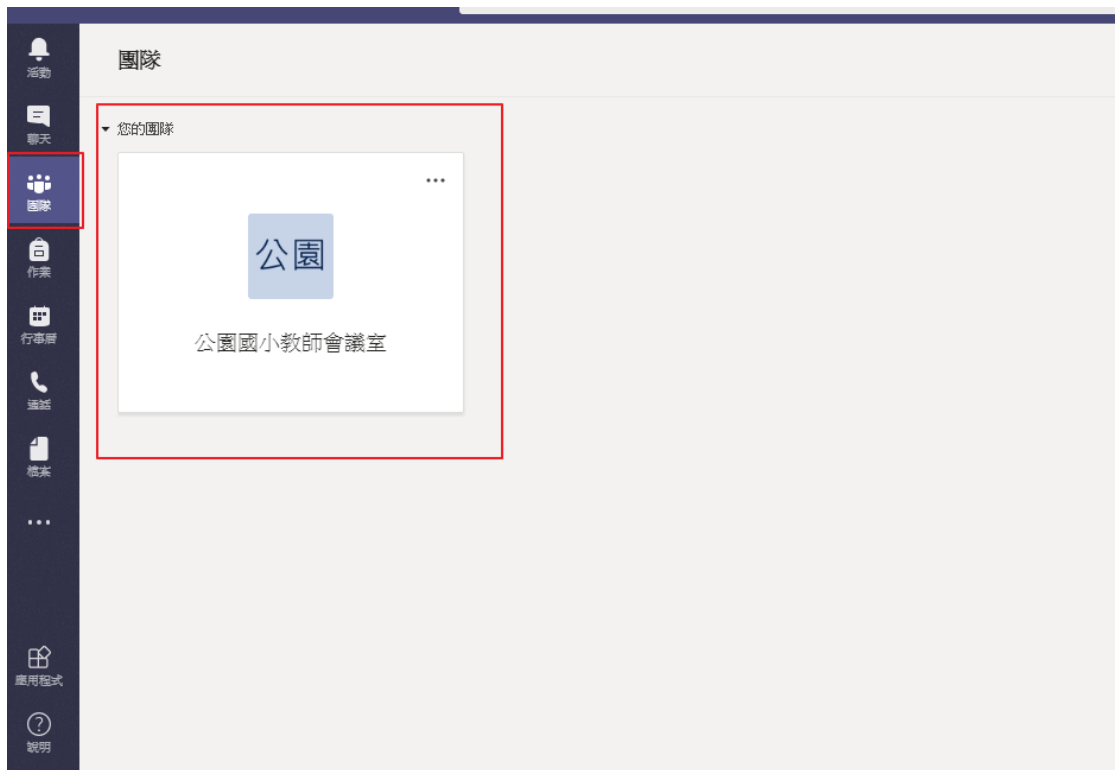 活動
聊天
團隊
作業
行事曆
通話
檔案
應用程式
說明
團隊
您的團隊
公園
公園國小教師會議室